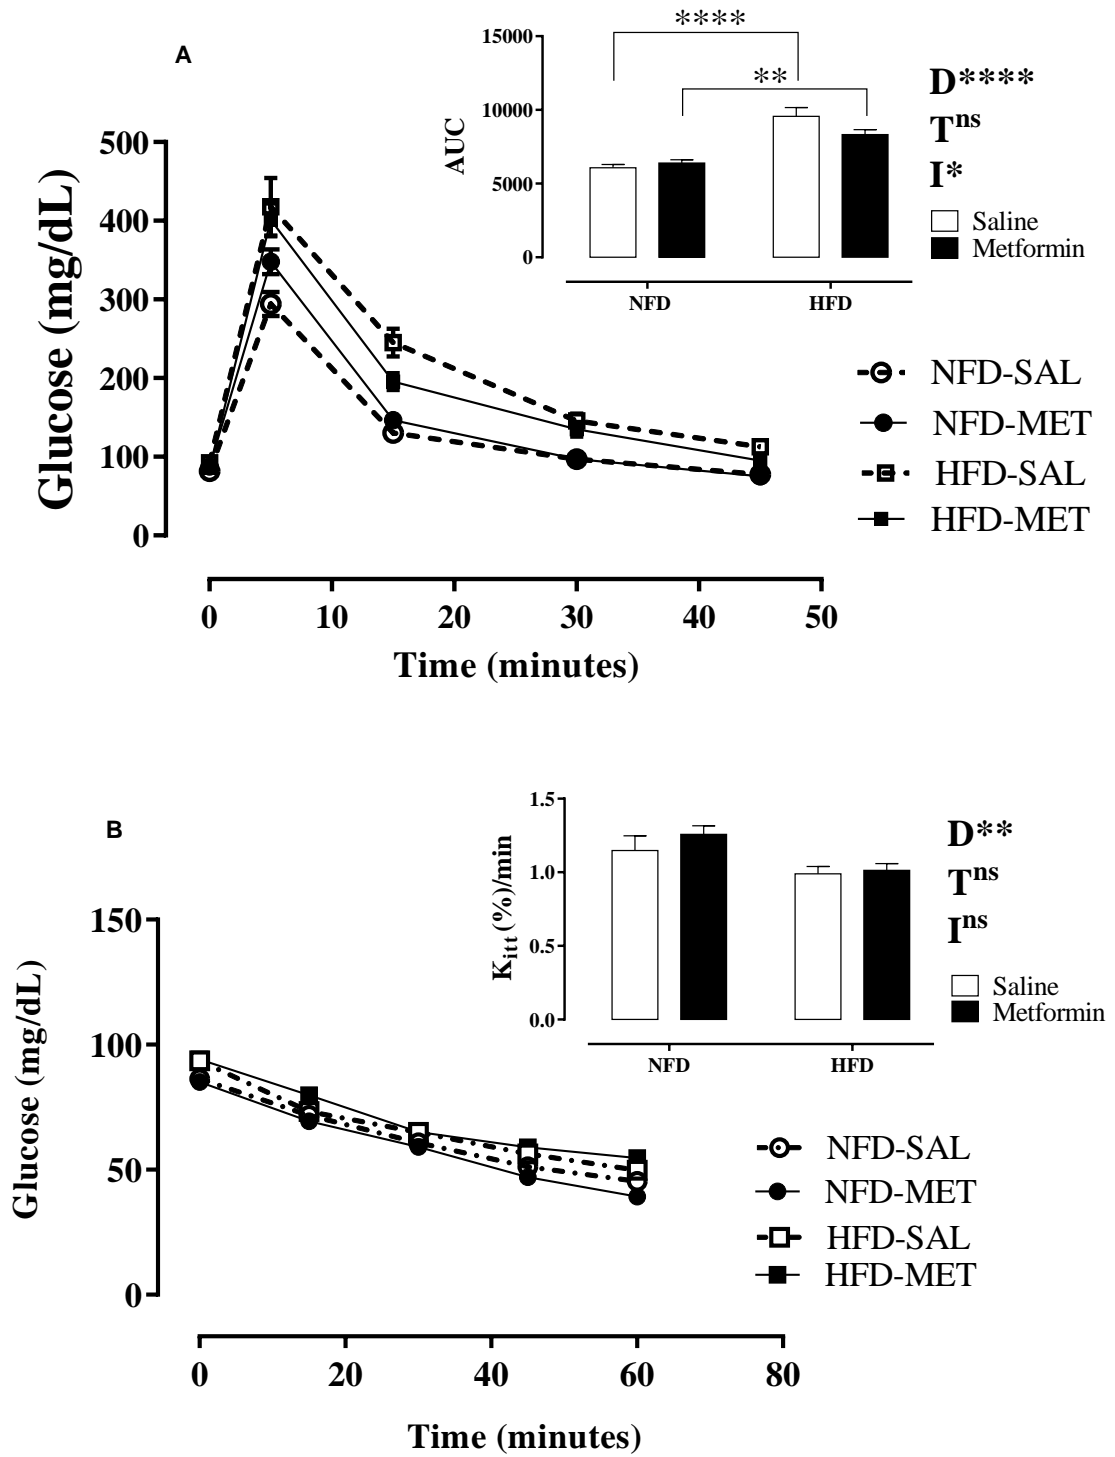 A
****
**
15000
10000
5000
0
AUC
NFD
HFD
D****
Tⁿˢ
I*
Saline
Metformin
500
400
300
200
100
0
Glucose (mg/dL)
0 10 20 30 40 50
Time (minutes)
NFD-SAL
NFD-MET
HFD-SAL
HFD-MET
B
1.5
1.0
0.5
0.0
Kitt(%)/min
NFD
HFD
D**
Tⁿˢ
Iⁿˢ
Saline
Metformin
150
100
50
0
Glucose (mg/dL)
0 20 40 60 80
Time (minutes)
NFD-SAL
NFD-MET
HFD-SAL
HFD-MET